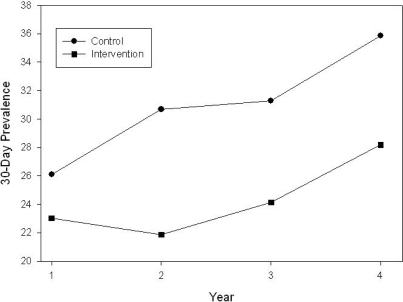 38
36
34
32
30
28
26
24
22
20
30-Day Prevalence
Control
Intervention
1 2 3 4
Year